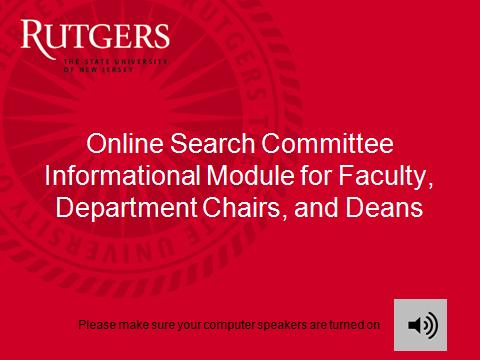 RUTGERS
THE STATE UNIVERSITY
OF NEW JERSEY
Online Search Committee
Informational Module for Faculty,
Department Chairs, and Deans
Please make sure your computer speakers are turned on